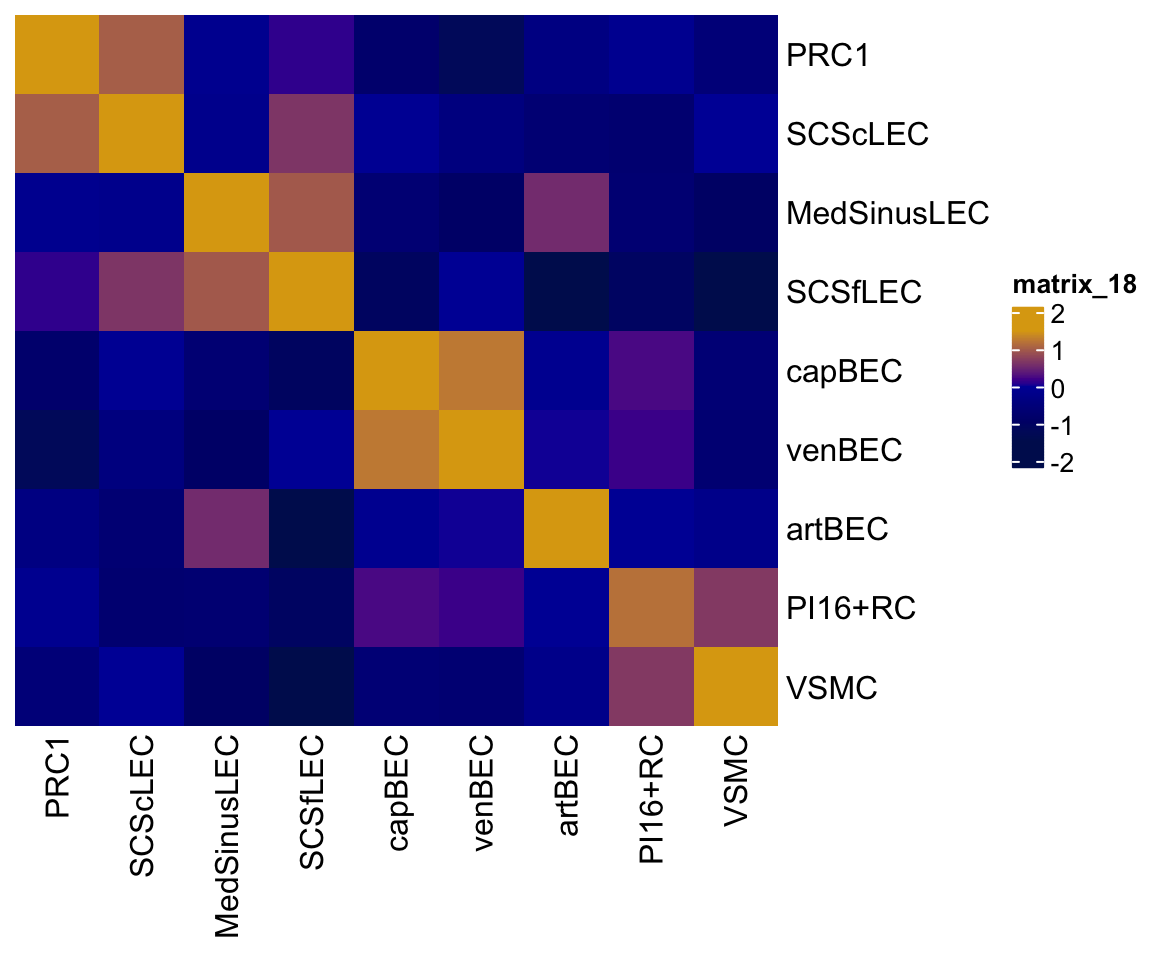 PRC1
SCScLEC
MedSinusLEC
SCSfLEC
capBEC
venBEC
artBEC
PI16+RC
VSMC
matrix_18
2
1
0
-1
-2
PRC1
SCScLEC
MedSinusLEC
SCSfLEC
capBEC
venBEC
artBEC
PI16+RC
VSMC